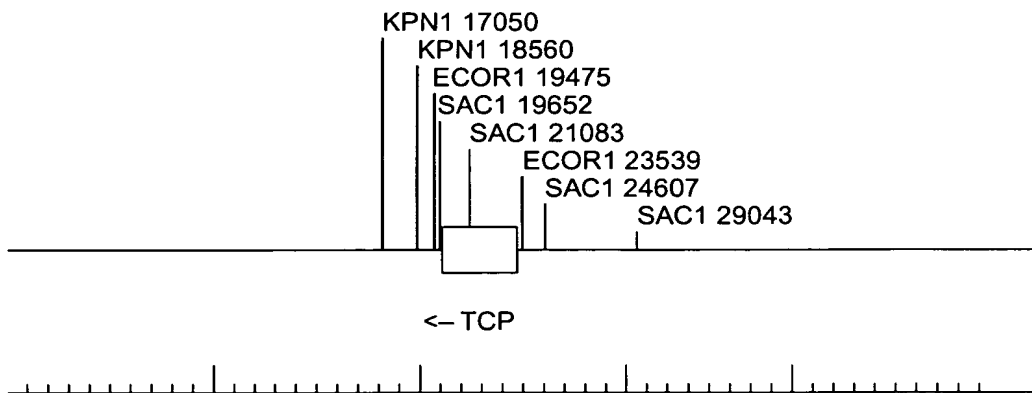 KPN1 17050
KPN1 18560
ECOR1 19475
SAC1 19652
SAC1 21083
ECOR1 23539
SAC1 24607
SAC1 29043
<– TCP